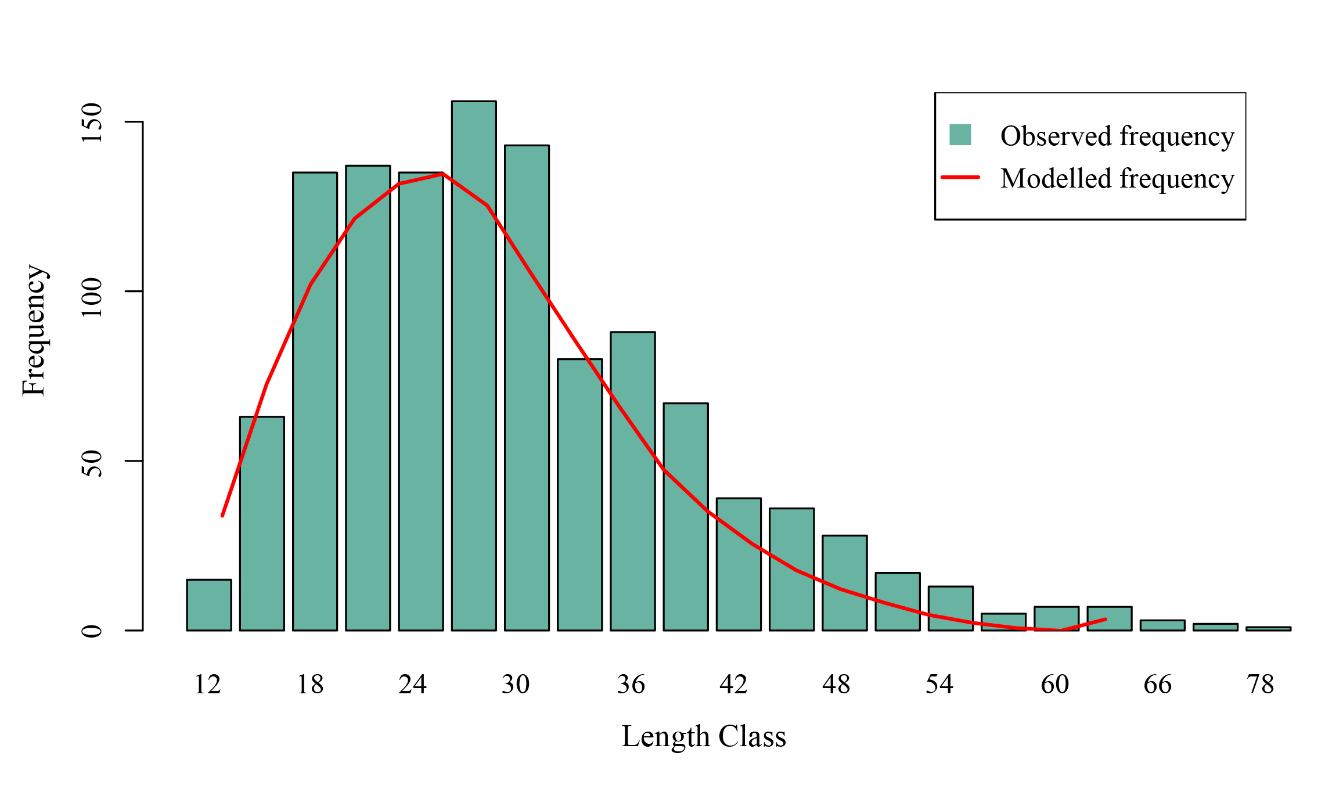 150
100
50
0
Frequency
Observed frequency
Modelled frequency
12 18 24 30 36 42 48 54 60 66 78
Length Class